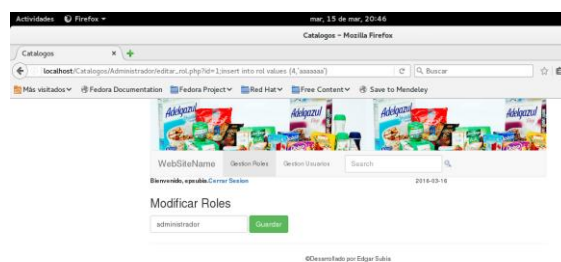 Actividades Firefox mar, 15 de mar, 20:46
Catalogos - Mozilla Firefox
Catalogos × +
localhost/Catalogos/Administrador/editar_rol.php?id=1;insert into rol values (4,'aaaaaaa') Buscar
Más visitados Fedora Documentation Fedora Project Red Hat Free Content Save to Mendeley
Adelgazul Adelgazul Adelgazul Adelgazul
WebSiteName Gestion Roles Gestion Usuarios Search
Bienvenido, epsubia.Cerrar Sesion 2016-03-16
Modificar Roles
administrador Guardar
©Desarrollado por Edgar Subia